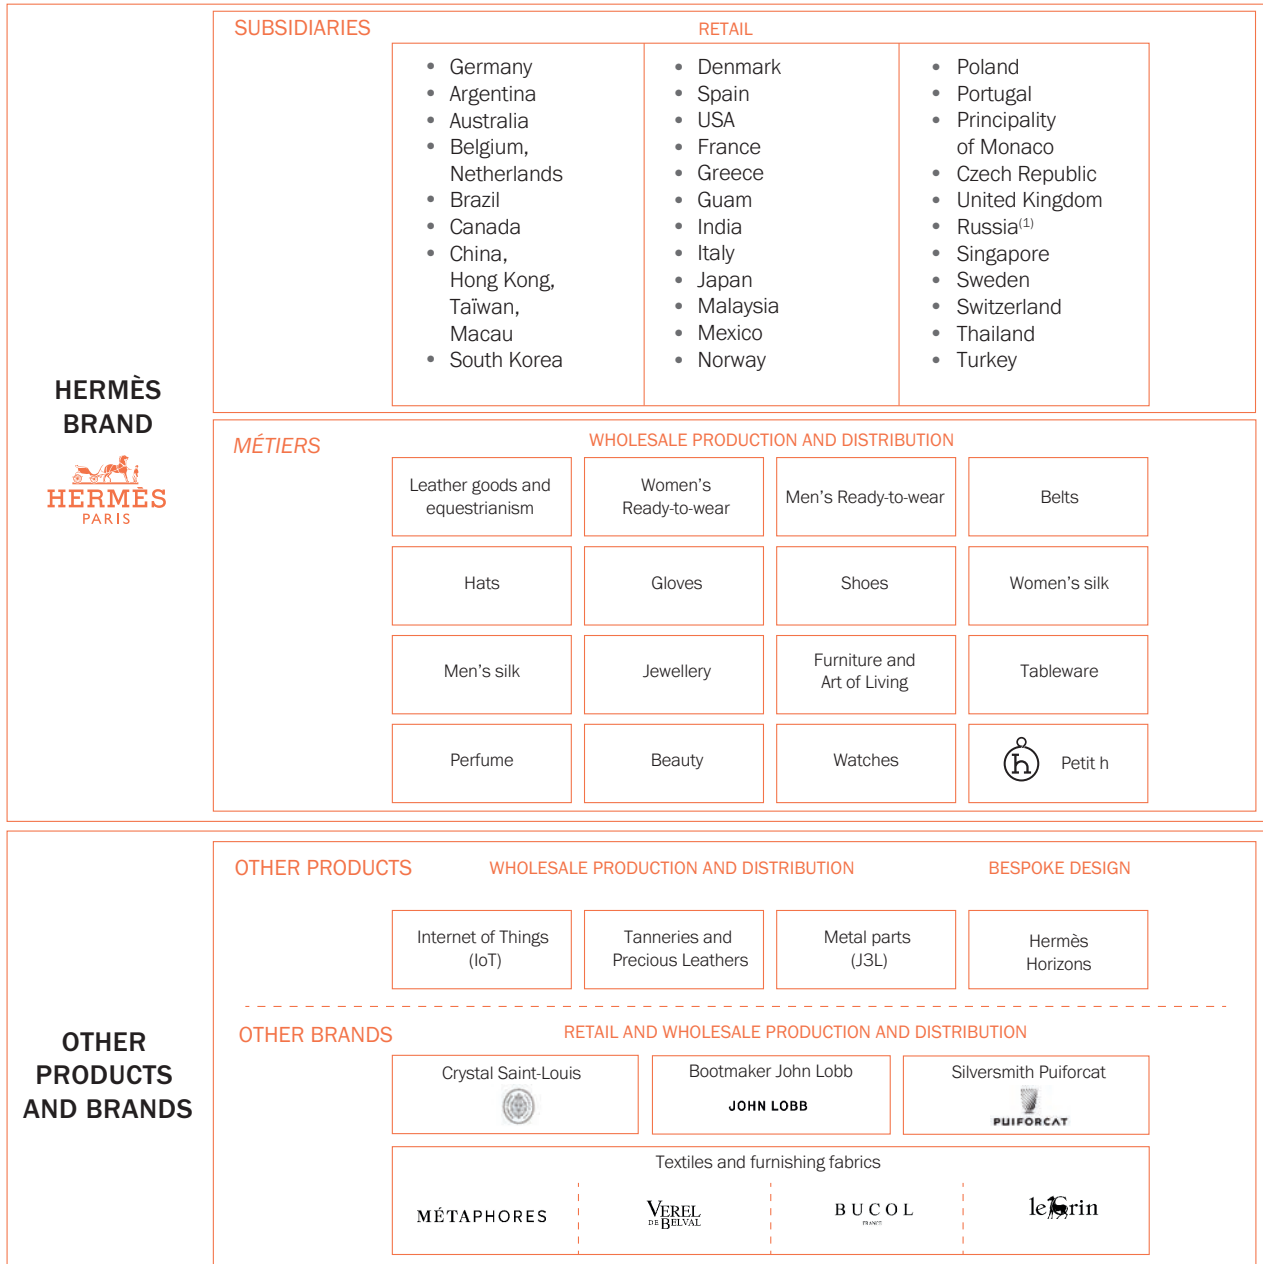 SUBSIDIARIES
RETAIL
• Germany
• Argentina
• Australia
• Belgium,
Netherlands
• Brazil
• Canada
• China,
Hong Kong,
Taïwan,
Macau
• South Korea
• Denmark
• Spain
• USA
• France
• Greece
• Guam
• India
• Italy
• Japan
• Malaysia
• Mexico
• Norway
• Poland
• Portugal
• Principality
of Monaco
• Czech Republic
• United Kingdom
• Russia(1)
• Singapore
• Sweden
• Switzerland
• Thailand
• Turkey
HERMÈS
BRAND
HERMÈS
PARIS
MÉTIERS
WHOLESALE PRODUCTION AND DISTRIBUTION
Leather goods and
equestrianism
Women's
Ready-to-wear
Men's Ready-to-wear
Belts
Hats
Gloves
Shoes
Women's silk
Men's silk
Jewellery
Furniture and
Art of Living
Tableware
Perfume
Beauty
Watches
h Petit h
OTHER
PRODUCTS
AND BRANDS
OTHER PRODUCTS
WHOLESALE PRODUCTION AND DISTRIBUTION
BESPOKE DESIGN
Internet of Things
(IoT)
Tanneries and
Precious Leathers
Metal parts
(J3L)
Hermès
Horizons
OTHER BRANDS
RETAIL AND WHOLESALE PRODUCTION AND DISTRIBUTION
Crystal Saint-Louis
Bootmaker John Lobb
JOHN LOBB
Silversmith Puiforcat
PUIFORCAT
Textiles and furnishing fabrics
MÉTAPHORES
VEREL
DE BELVAL
BUCOL
FRANCE
le Crin